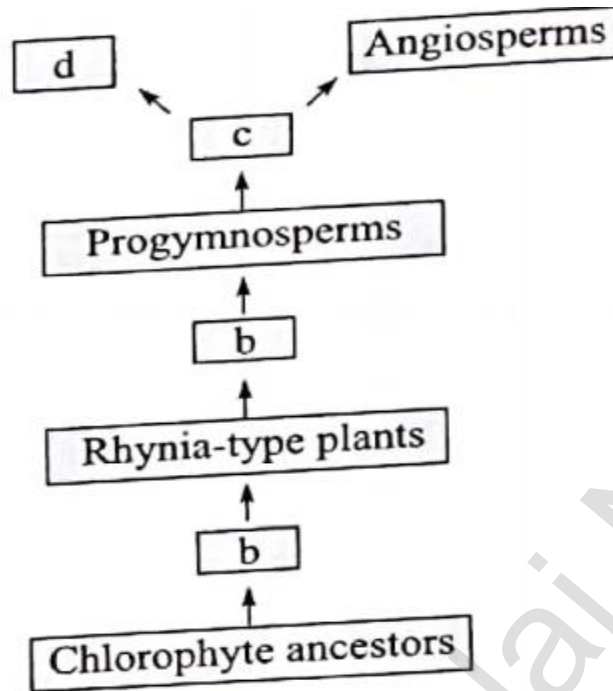 Angiosperms
d
c
Progymnosperms
b
Rhynia-type plants
b
Chlorophyte ancestors